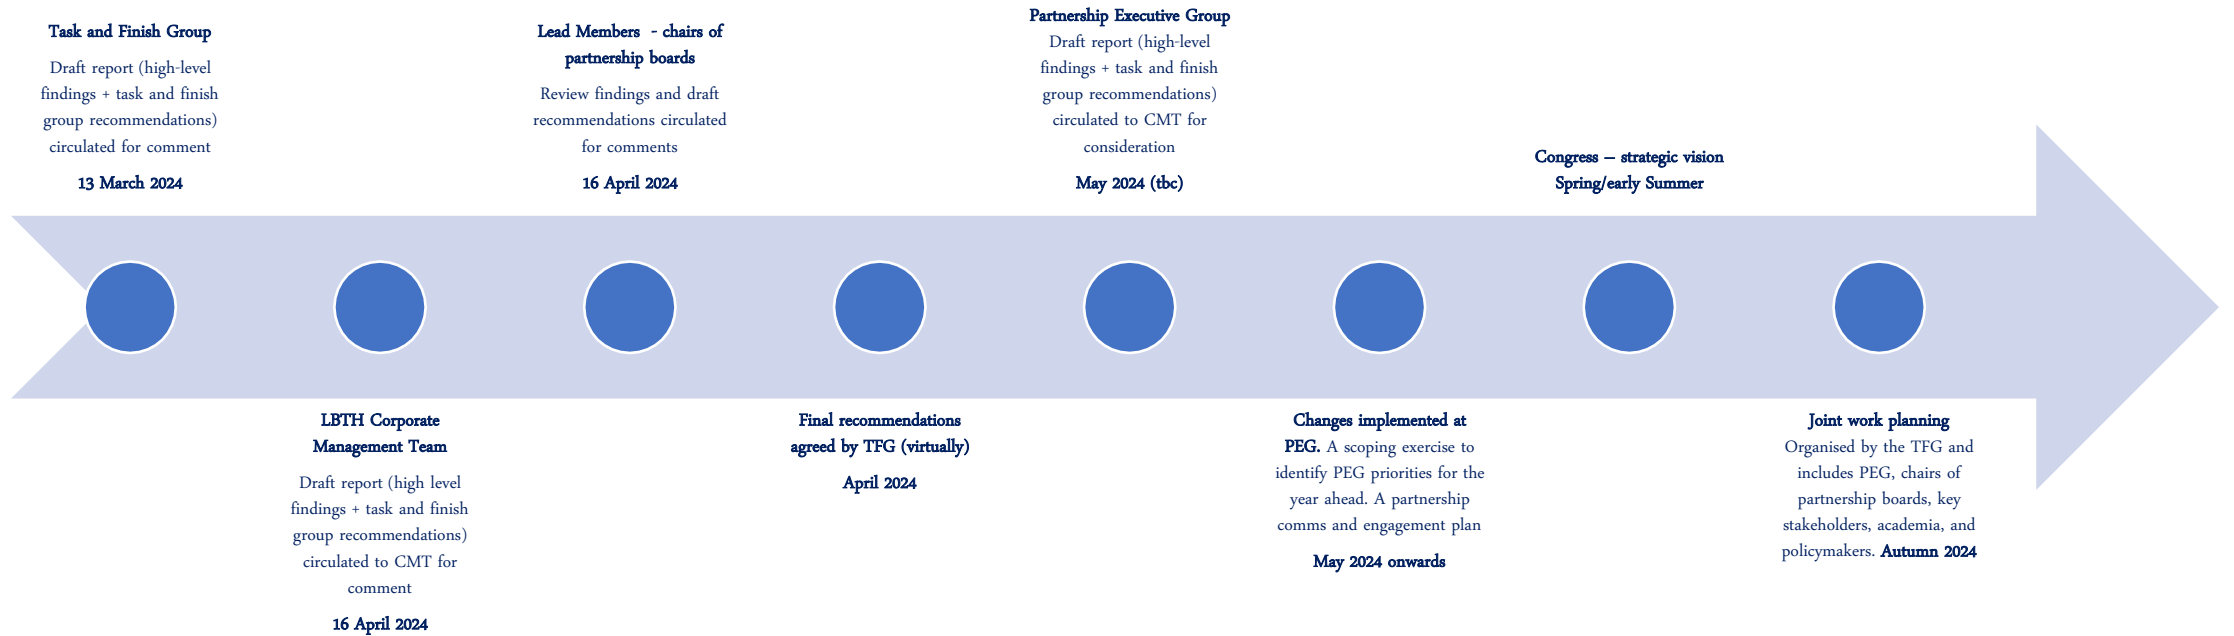 Task and Finish Group
Draft report (high-level
findings + task and finish
group recommendations)
circulated for comment
13 March 2024
LBTH Corporate
Management Team
Draft report (high level
findings + task and finish
group recommendations)
circulated to CMT for
comment
16 April 2024
Lead Members  - chairs of
partnership boards
Review findings and draft
recommendations circulated
for comments
16 April 2024
Final recommendations
agreed by TFG (virtually)
April 2024
Partnership Executive Group
Draft report (high-level
findings + task and finish
group recommendations)
circulated to CMT for
consideration
May 2024 (tbc)
Changes implemented at
PEG. A scoping exercise to
identify PEG priorities for the
year ahead. A partnership
comms and engagement plan
May 2024 onwards
Congress – strategic vision
Spring/early Summer
Joint work planning
Organised by the TFG and
includes PEG, chairs of
partnership boards, key
stakeholders, academia, and
policymakers. Autumn 2024